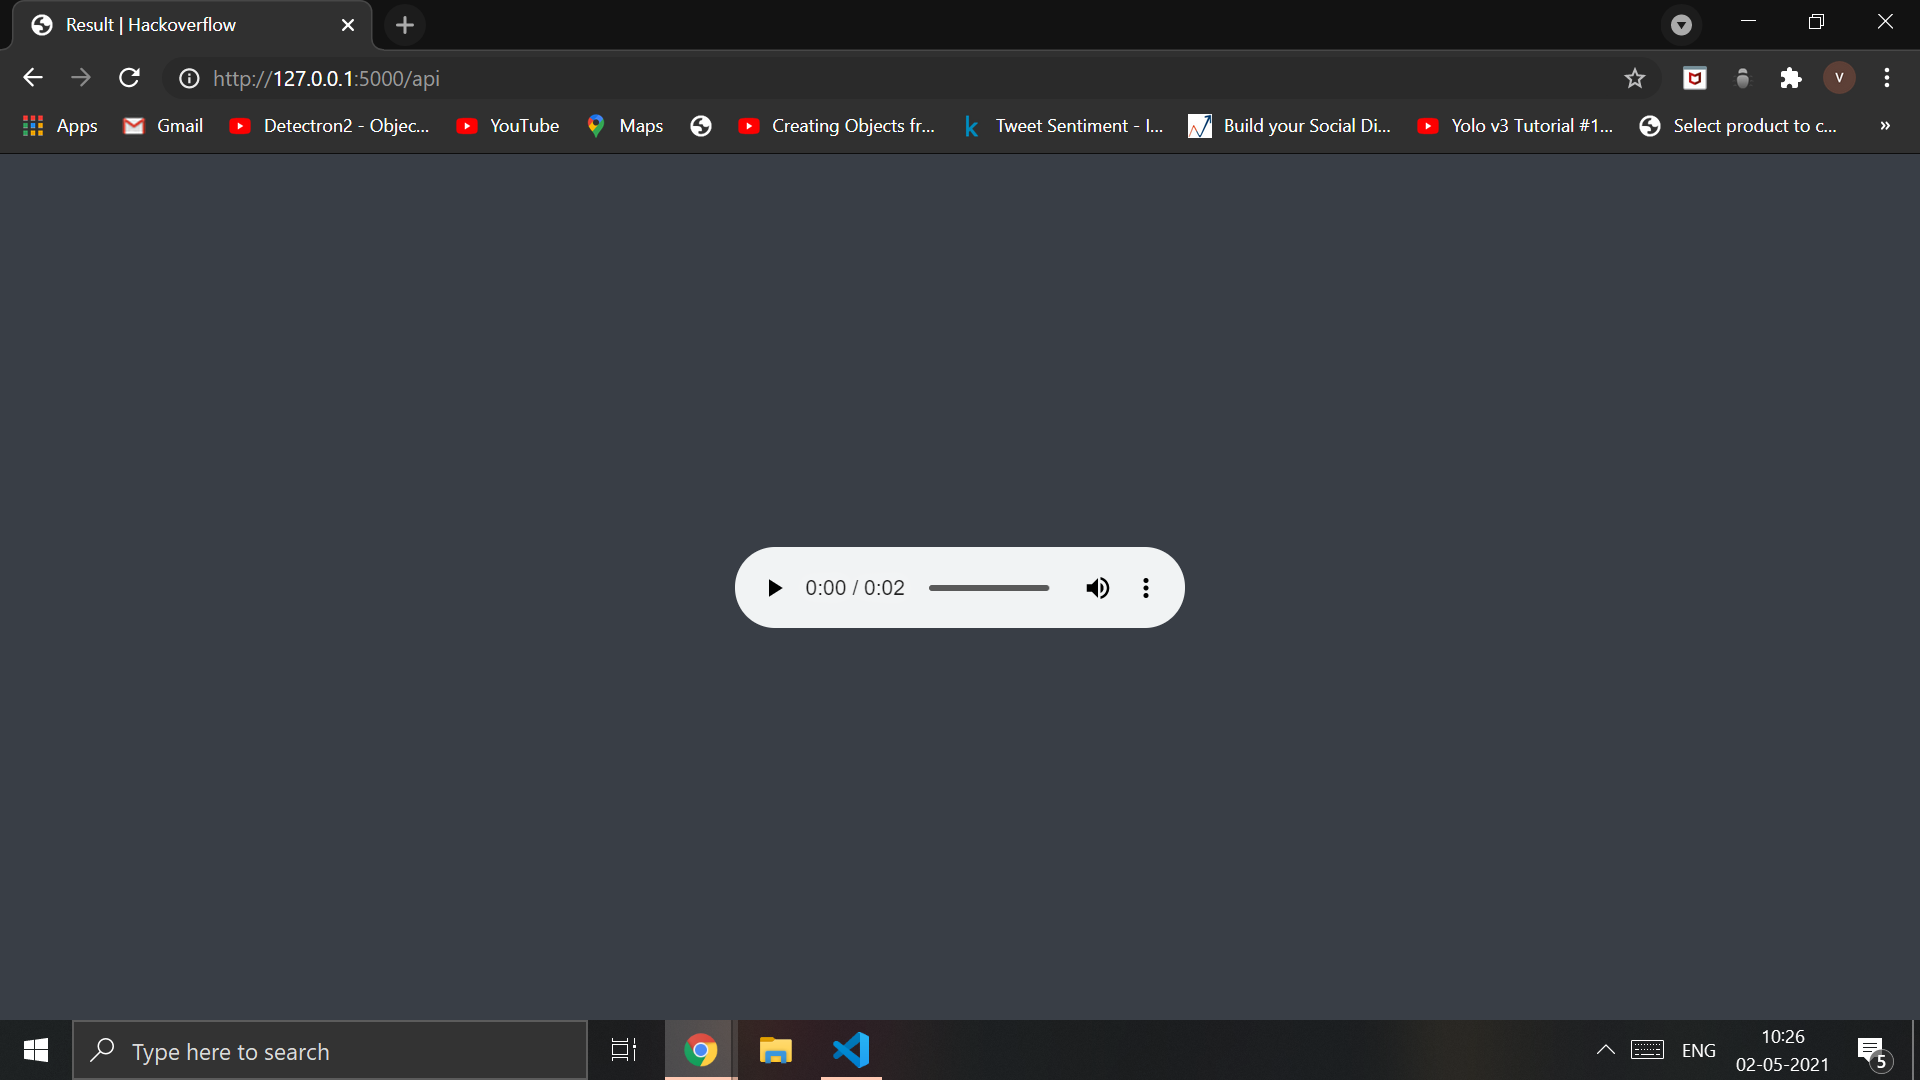 Result | Hackoverflow
http://127.0.0.1:5000/api
V
Apps Gmail Detectron2 - Objec... YouTube Maps Creating Objects fr... Tweet Sentiment - I... Build your Social Di... Yolo v3 Tutorial #1... Select product to c... »
0:00 / 0:02
Type here to search
ENG
10:26
02-05-2021
5